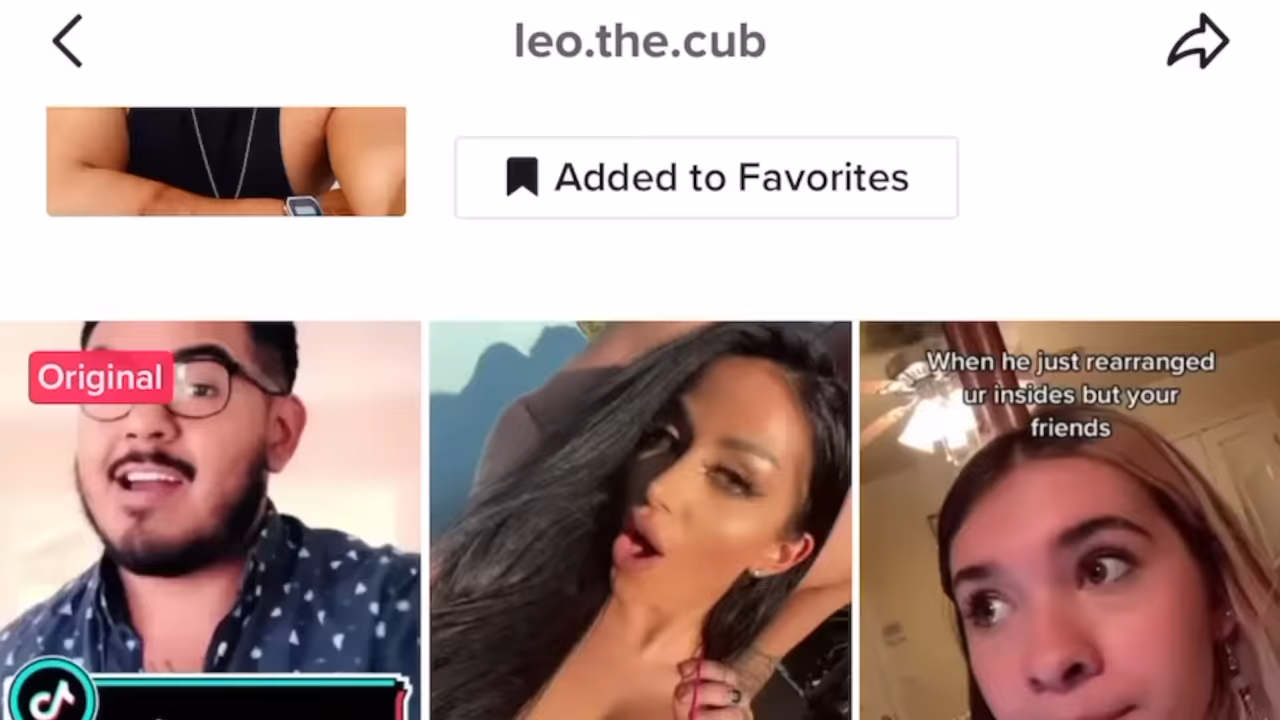 leo.the.cub
Added to Favorites
Original
When he just rearranged
ur insides but your
friends